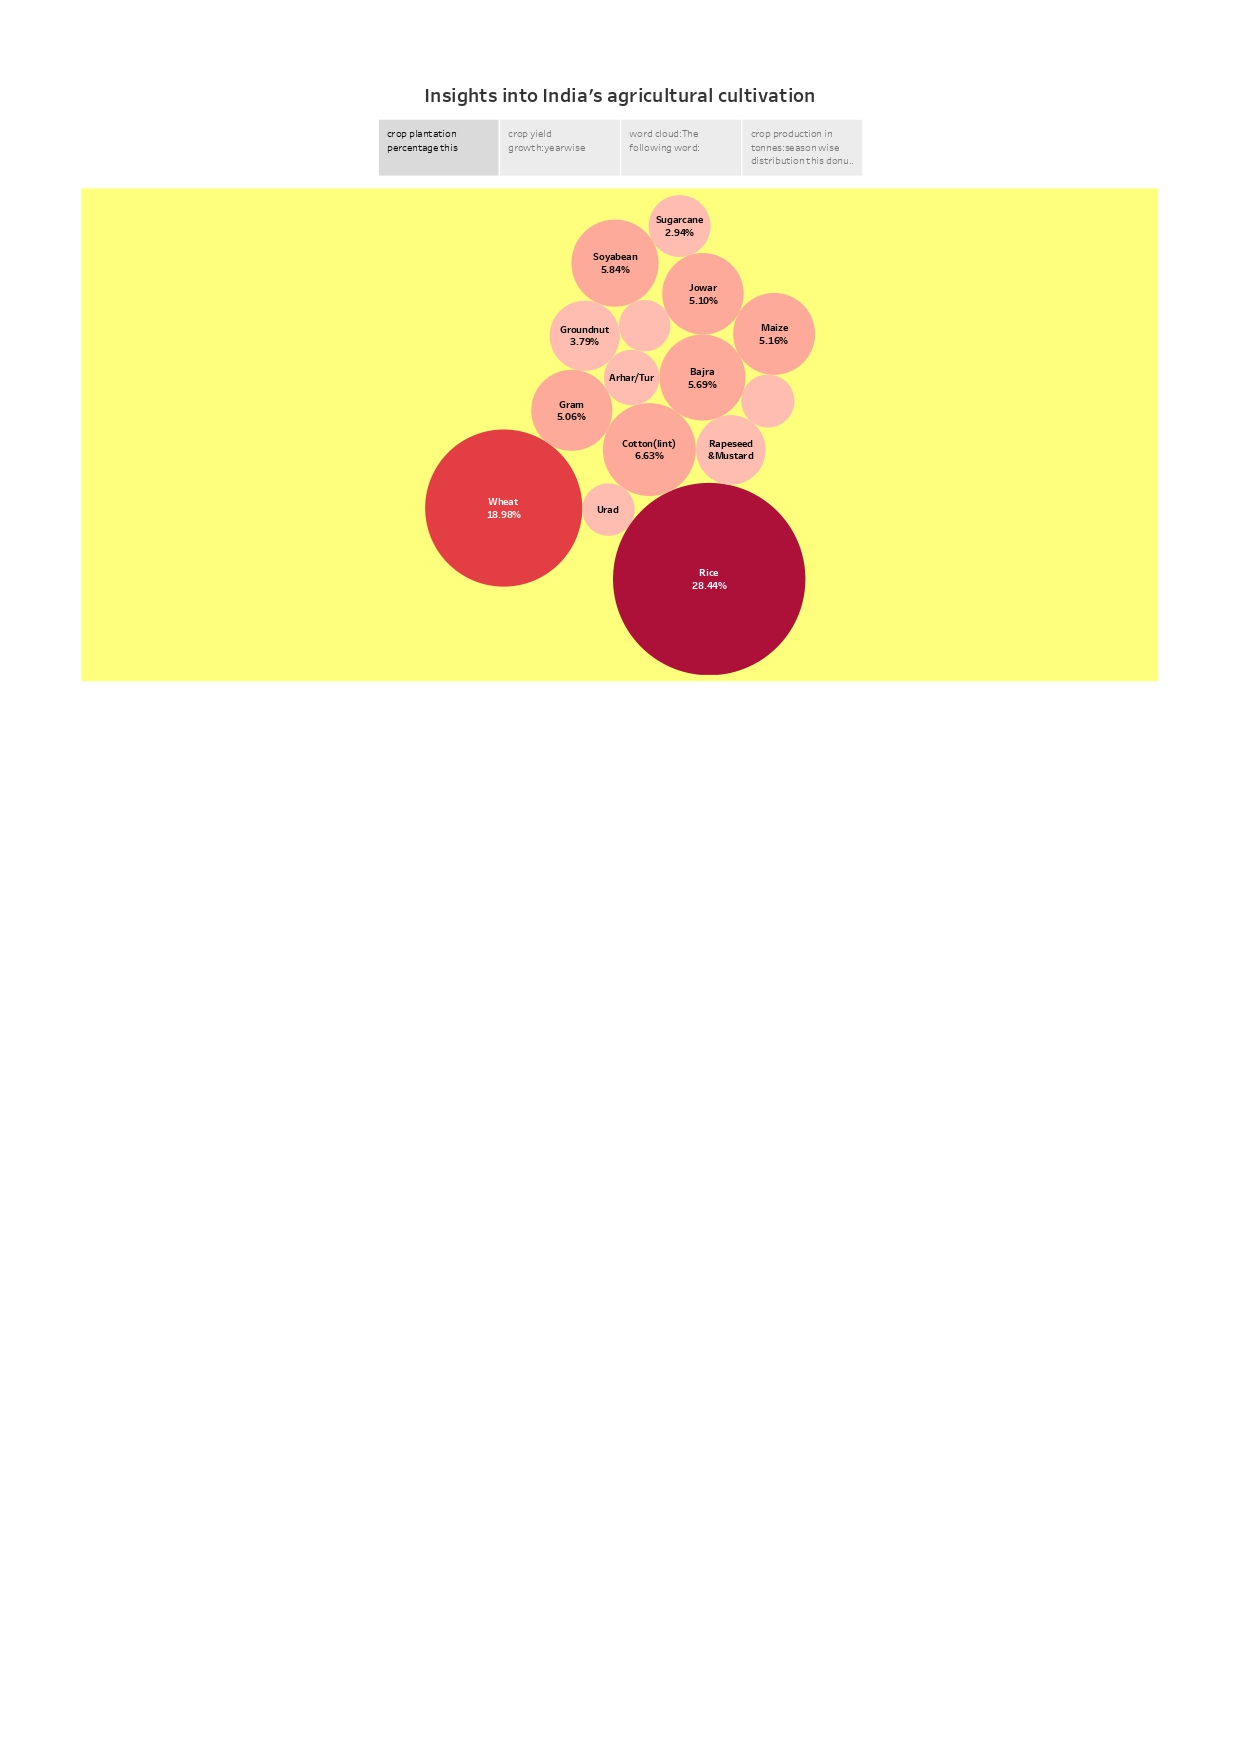 Insights into India’s agricultural cultivation
crop plantation
percentage this
crop yield
growth:yearwise
word cloud:The
following word:
crop production in
tonnes:season wise
distribution this donu..
Sugarcane
2.94%
Soyabean
5.84%
Jowar
5.10%
Maize
5.16%
Groundnut
3.79%
Arhar/Tur
Bajra
5.69%
Gram
5.06%
Cotton(lint)
6.63%
Rapeseed
&Mustard
Wheat
18.98%
Urad
Rice
28.44%